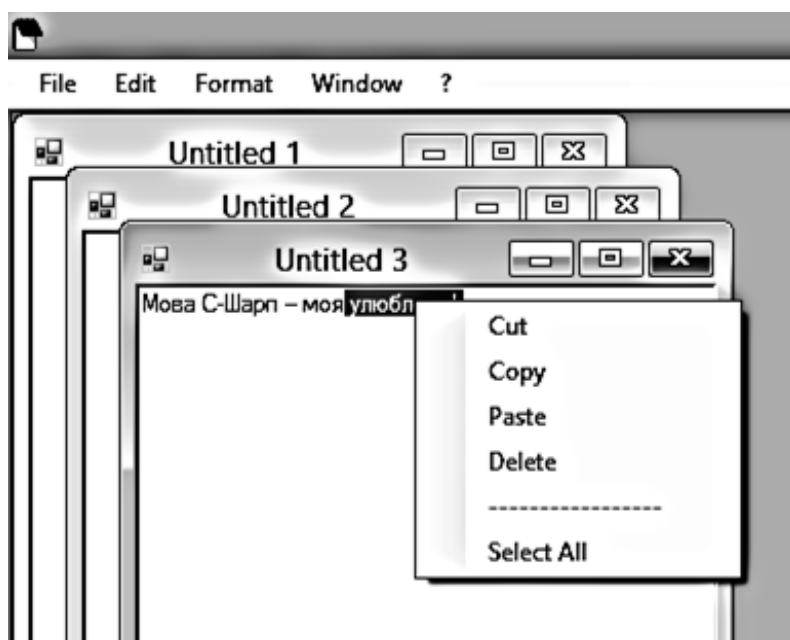 File Edit Format Window ?
Untitled 1
Untitled 2
Untitled 3
Мова С-Шарп – моя
Cut
Copy
Paste
Delete
-----------------
Select All